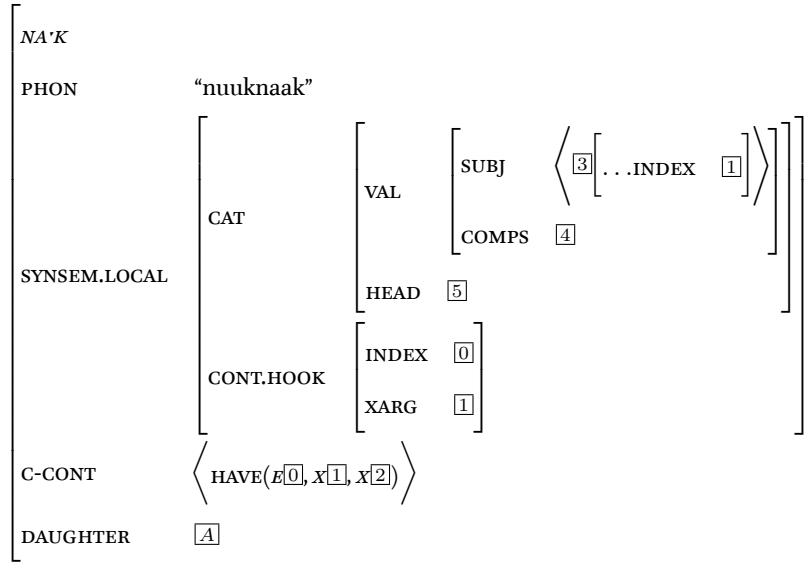 NA'K
PHON "nuuknaak"
SYNSEM.LOCAL
CAT
VAL
SUBJ ⟨ 3 [ ...INDEX 1 ] ⟩
COMPS 4
HEAD 5
CONT.HOOK
INDEX 0
XARG 1
C-CONT ⟨ HAVE(E0, X1, X2) ⟩
DAUGHTER A